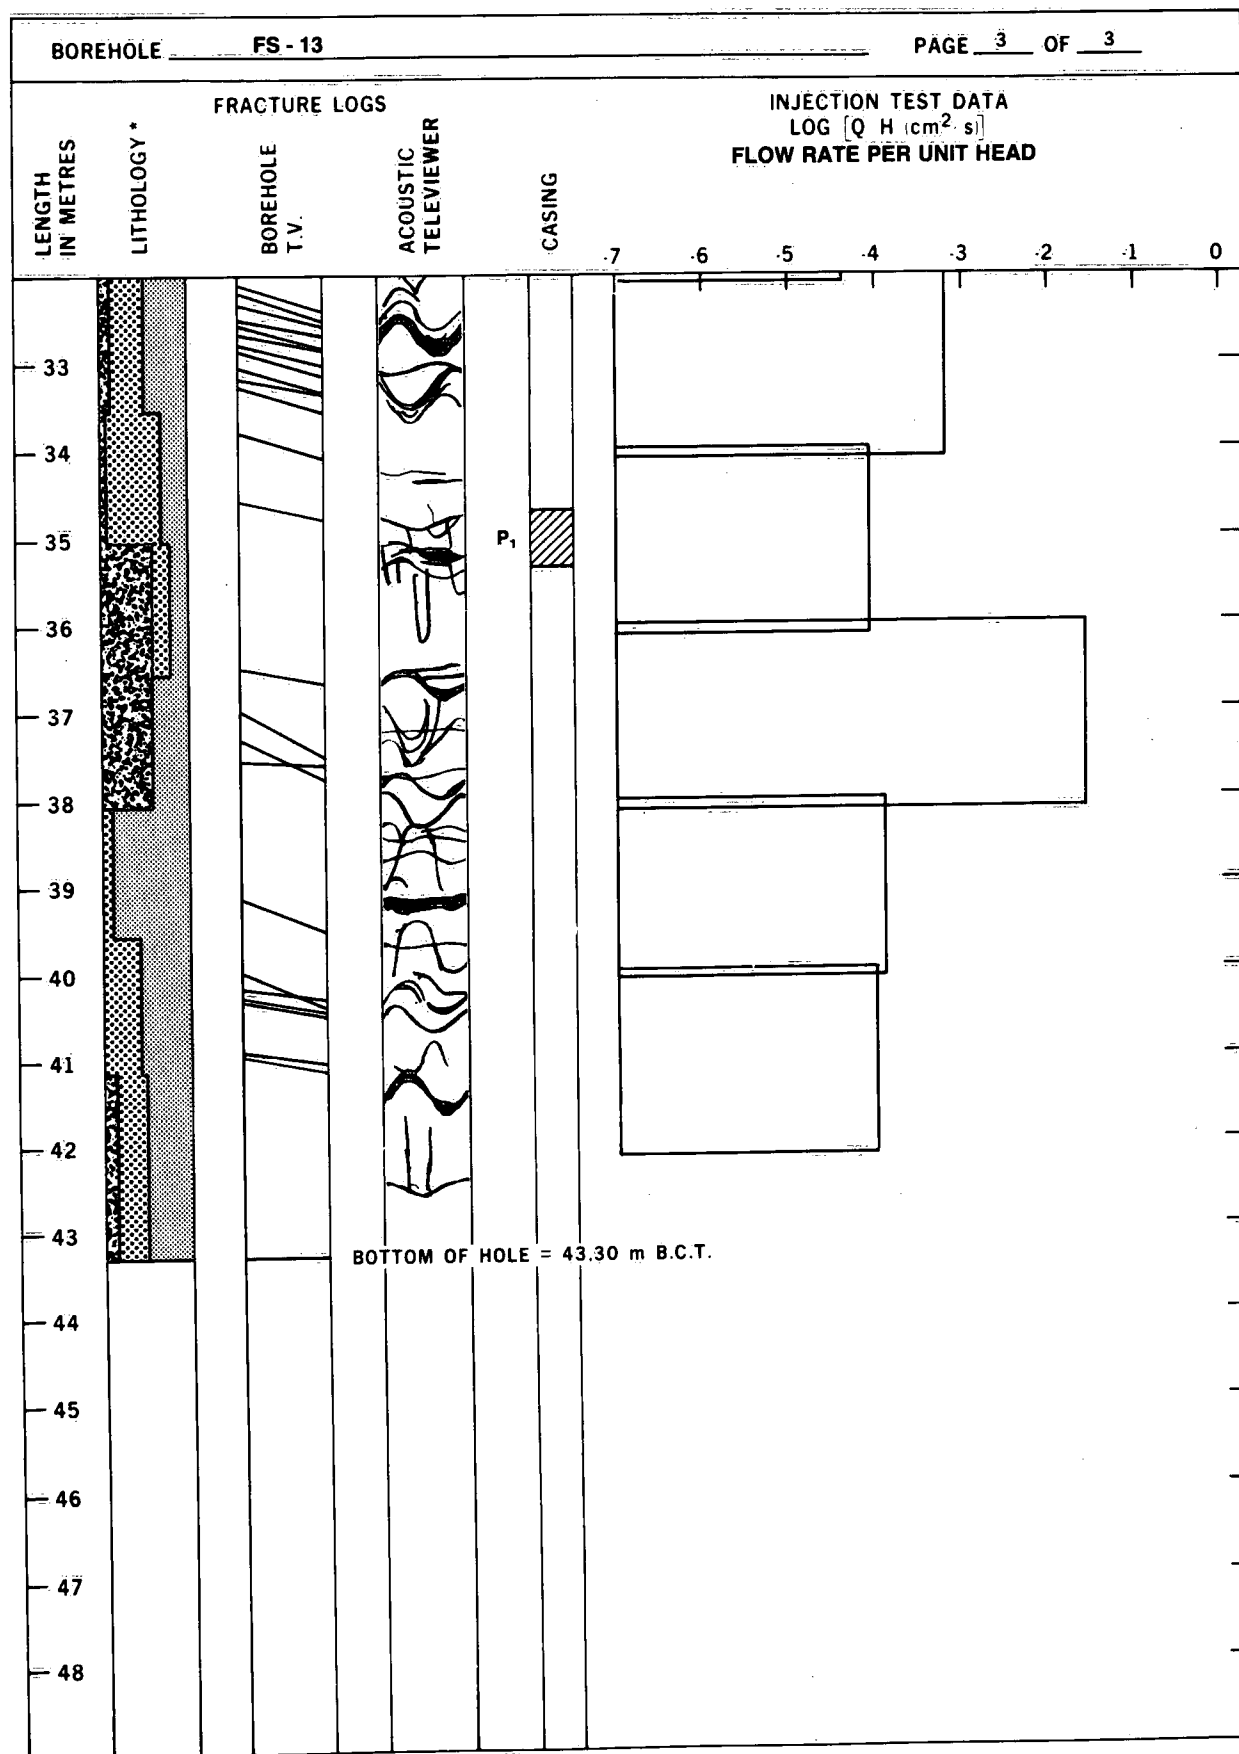 BOREHOLE FS - 13 PAGE 3 OF 3
FRACTURE LOGS
INJECTION TEST DATA
LOG [Q H (cm² s)]
FLOW RATE PER UNIT HEAD
LENGTH
IN METRES
LITHOLOGY *
BOREHOLE
T.V.
ACOUSTIC
TELEVIEWER
CASING
-7 -6 -5 -4 -3 -2 -1 0
33
34
35
P₁
36
37
38
39
40
41
42
43
BOTTOM OF HOLE = 43.30 m B.C.T.
44
45
46
47
48